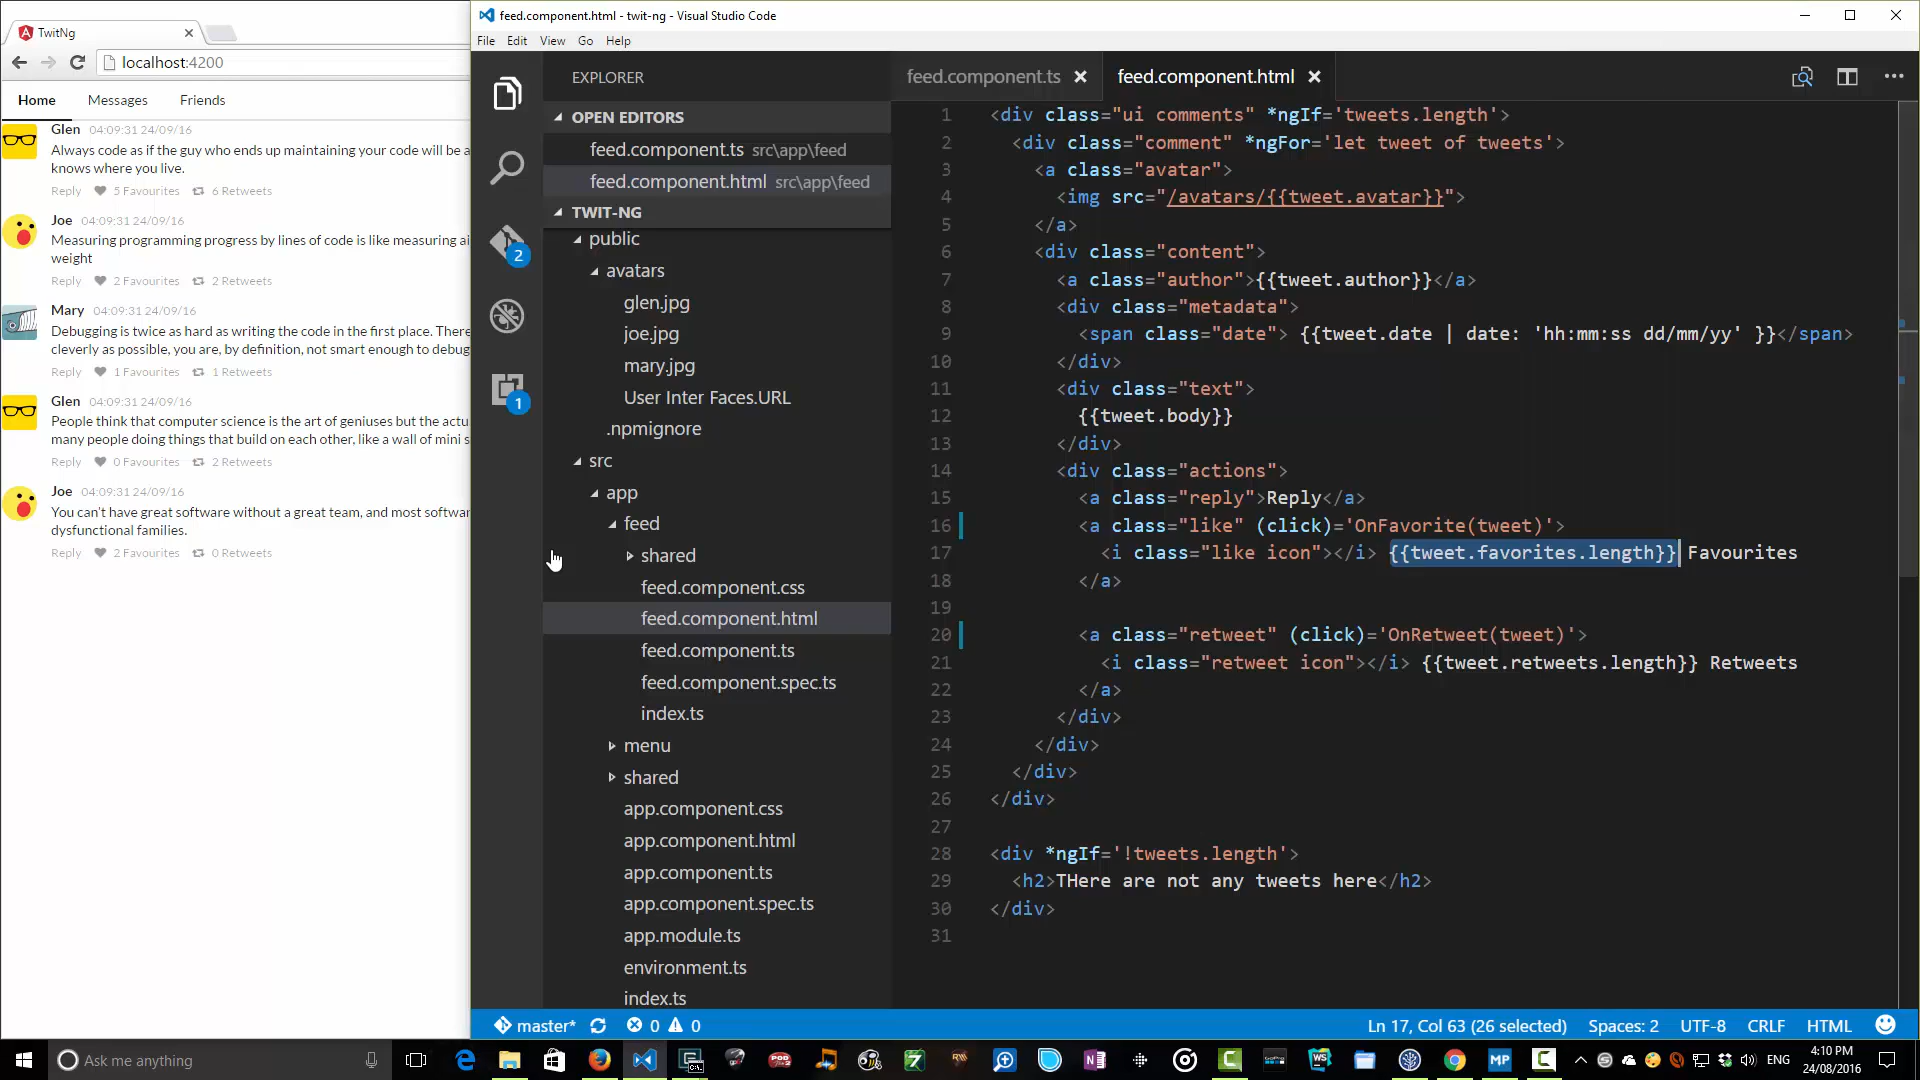 TwitNg
localhost:4200
Home Messages Friends
Glen 04:09:31 24/09/16
Always code as if the guy who ends up maintaining your code will be a
knows where you live.
Reply 5 Favourites 6 Retweets
Joe 04:09:31 24/09/16
Measuring programming progress by lines of code is like measuring ai
weight
Reply 2 Favourites 2 Retweets
Mary 04:09:31 24/09/16
Debugging is twice as hard as writing the code in the first place. There
cleverly as possible, you are, by definition, not smart enough to debug
Reply 1 Favourites 1 Retweets
Glen 04:09:31 24/09/16
People think that computer science is the art of geniuses but the actu
many people doing things that build on each other, like a wall of mini s
Reply 0 Favourites 2 Retweets
Joe 04:09:31 24/09/16
You can't have great software without a great team, and most softwar
dysfunctional families.
Reply 2 Favourites 0 Retweets
feed.component.html - twit-ng - Visual Studio Code
File Edit View Go Help
EXPLORER
OPEN EDITORS
feed.component.ts src\app\feed
feed.component.html src\app\feed
TWIT-NG
public
avatars
glen.jpg
joe.jpg
mary.jpg
User Inter Faces.URL
.npmignore
src
app
feed
shared
feed.component.css
feed.component.html
feed.component.ts
feed.component.spec.ts
index.ts
menu
shared
app.component.css
app.component.html
app.component.ts
app.component.spec.ts
app.module.ts
environment.ts
index.ts
2
1
feed.component.ts feed.component.html
1 <div class="ui comments" *ngIf='tweets.length'>
2 <div class="comment" *ngFor='let tweet of tweets'>
3 <a class="avatar">
4 <img src="/avatars/{{tweet.avatar}}">
5 </a>
6 <div class="content">
7 <a class="author">{{tweet.author}}</a>
8 <div class="metadata">
9 <span class="date"> {{tweet.date | date: 'hh:mm:ss dd/mm/yy' }}</span>
10 </div>
11 <div class="text">
12 {{tweet.body}}
13 </div>
14 <div class="actions">
15 <a class="reply">Reply</a>
16 <a class="like" (click)='OnFavorite(tweet)'>
17 <i class="like icon"></i> {{tweet.favorites.length}} Favourites
18 </a>
19
20 <a class="retweet" (click)='OnRetweet(tweet)'>
21 <i class="retweet icon"></i> {{tweet.retweets.length}} Retweets
22 </a>
23 </div>
24 </div>
25 </div>
26 </div>
27
28 <div *ngIf='!tweets.length'>
29 <h2>THere are not any tweets here</h2>
30 </div>
31
master* 0 0 Ln 17, Col 63 (26 selected) Spaces: 2 UTF-8 CRLF HTML
Ask me anything
ENG
4:10 PM
24/08/2016